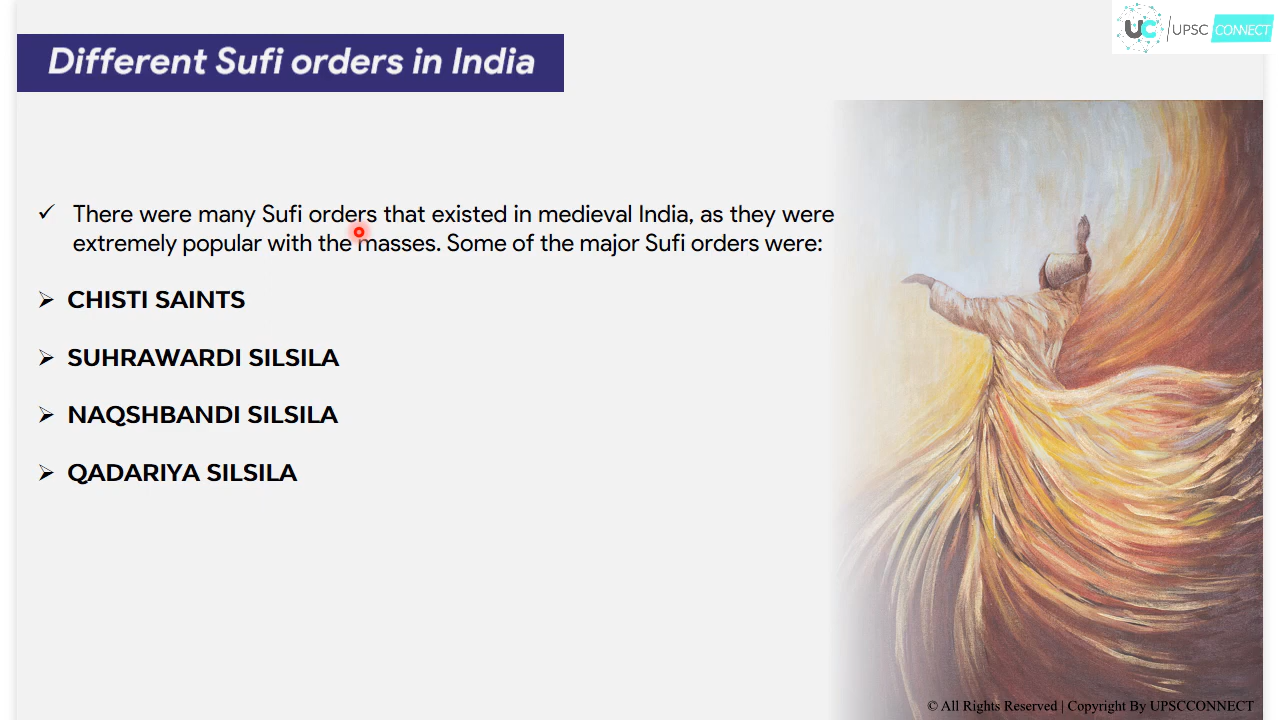 UC | UPSC CONNECT
Different Sufi orders in India
There were many Sufi orders that existed in medieval India, as they were
extremely popular with the masses. Some of the major Sufi orders were:
CHISTI SAINTS
SUHRAWARDI SILSILA
NAQSHBANDI SILSILA
QADARIYA SILSILA
© All Rights Reserved | Copyright By UPSCCONNECT